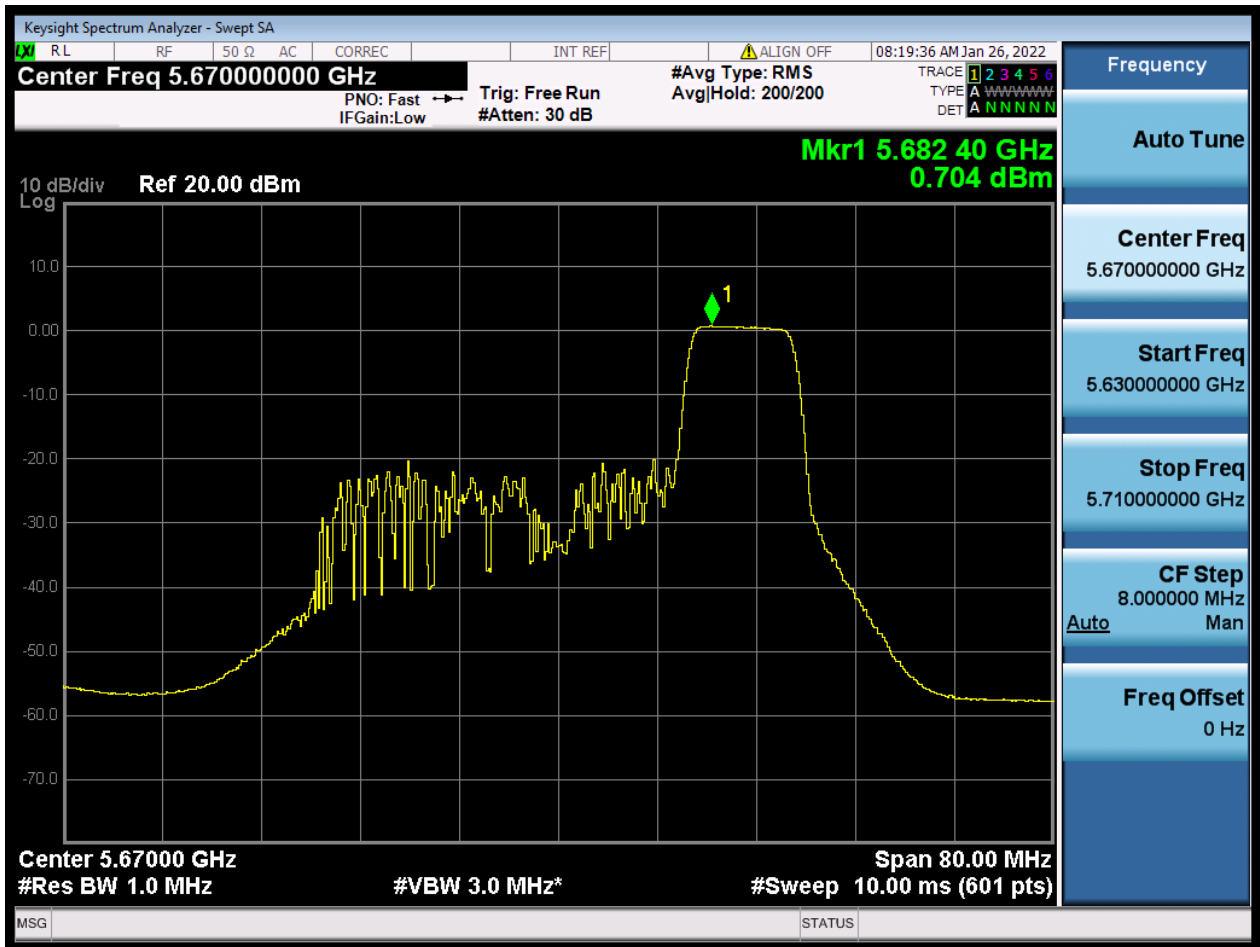 Keysight Spectrum Analyzer - Swept SA
LXI RL RF 50 Ω AC CORREC INT REF ALIGN OFF 08:19:36 AM Jan 26, 2022
Center Freq 5.670000000 GHz
PNO: Fast
IFGain:Low
Trig: Free Run
#Atten: 30 dB
#Avg Type: RMS
Avg|Hold: 200/200
TRACE 1 2 3 4 5 6
TYPE A WWWWW
DET A N N N N N
Mkr1 5.682 40 GHz
0.704 dBm
10 dB/div
Log
Ref 20.00 dBm
10.0
0.00
-10.0
-20.0
-30.0
-40.0
-50.0
-60.0
-70.0
1
Center 5.67000 GHz
Span 80.00 MHz
#Res BW 1.0 MHz
#VBW 3.0 MHz*
#Sweep 10.00 ms (601 pts)
MSG
STATUS
Frequency
Auto Tune
Center Freq
5.670000000 GHz
Start Freq
5.630000000 GHz
Stop Freq
5.710000000 GHz
CF Step
8.000000 MHz
Auto Man
Freq Offset
0 Hz